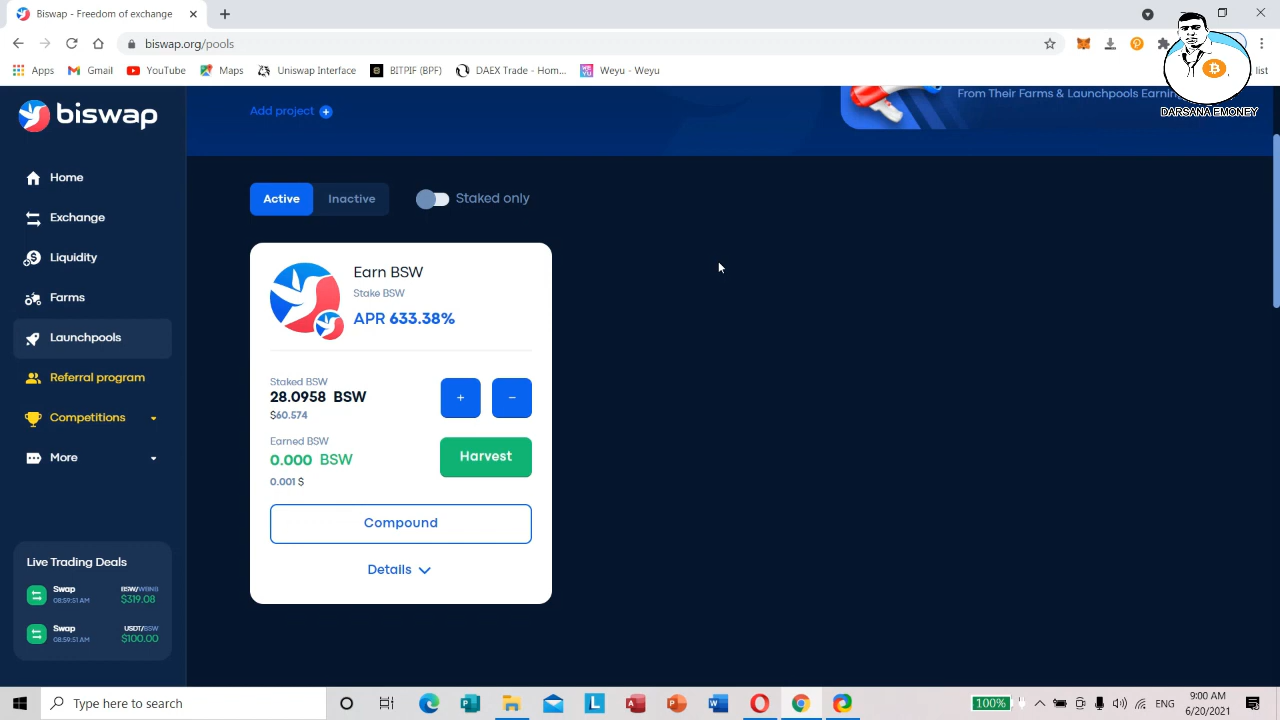 Biswap - Freedom of exchange
biswap.org/pools
Apps
Gmail
YouTube
Maps
Uniswap Interface
BITPIF (BPF)
DAEX Trade - Hom...
Weyu - Weyu
list
DARSANA EMONEY
biswap
Add project
From Their Farms & Launchpools Earnin
Home
Exchange
Liquidity
Farms
Launchpools
Referral program
Competitions
More
Active
Inactive
Staked only
Earn BSW
Stake BSW
APR 633.38%
Staked BSW
28.0958 BSW
$60.574
+
−
Earned BSW
0.000 BSW
0.001 $
Harvest
Compound
Details
Live Trading Deals
Swap BSW/WBNB
08:59:51 AM $319.08
Swap USDT/BSW
08:59:51 AM $100.00
Type here to search
100%
ENG
9:00 AM
6/20/2021